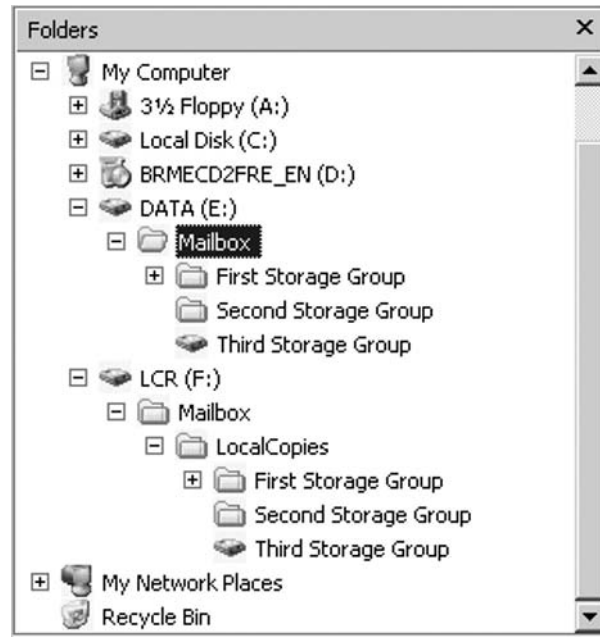 Folders
My Computer
3½ Floppy (A:)
Local Disk (C:)
BRMECD2FRE_EN (D:)
DATA (E:)
Mailbox
First Storage Group
Second Storage Group
Third Storage Group
LCR (F:)
Mailbox
LocalCopies
First Storage Group
Second Storage Group
Third Storage Group
My Network Places
Recycle Bin